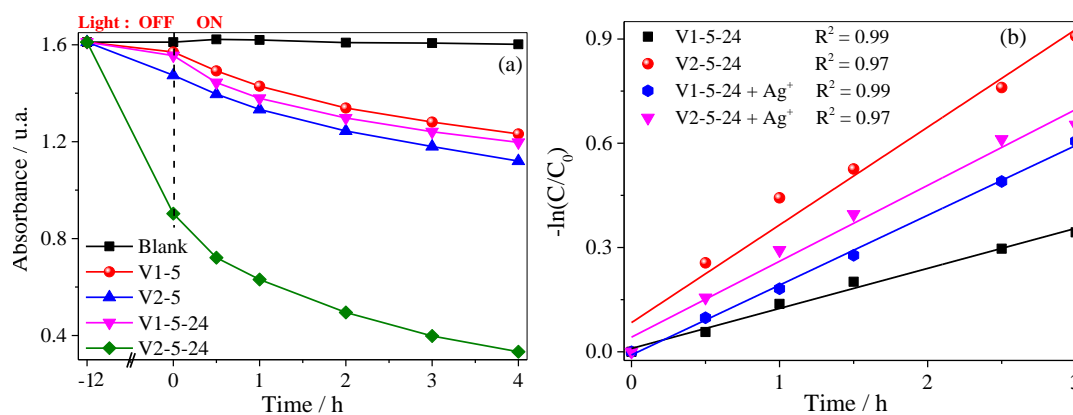 Light : OFF ON
(a)
1.6
1.2
0.8
0.4
Absorbance / u.a.
Blank
V1-5
V2-5
V1-5-24
V2-5-24
-12 0 1 2 3 4
Time / h
(b)
0.9
0.6
0.3
0.0
-ln(C/C₀)
V1-5-24 R² = 0.99
V2-5-24 R² = 0.97
V1-5-24 + Ag⁺ R² = 0.99
V2-5-24 + Ag⁺ R² = 0.97
0 1 2 3
Time / h